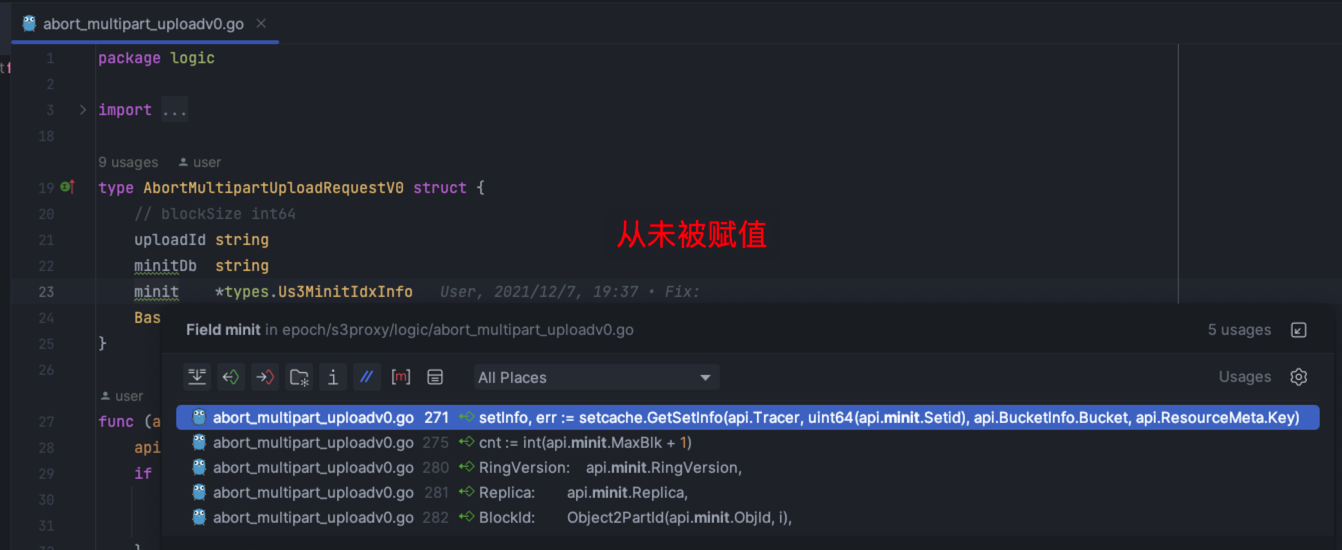 abort_multipart_uploadv0.go
1 package logic
2
3 import ...
18
9 usages user
19 type AbortMultipartUploadRequestV0 struct {
20 // blockSize int64
21 uploadId string
从未被赋值
22 minitDb string
23 minit *types.Us3MinitIdxInfo User, 2021/12/7, 19:37 • Fix:
24 Bas
25 }
26
Field minit in epoch/s3proxy/logic/abort_multipart_uploadv0.go 5 usages
All Places Usages
user
abort_multipart_uploadv0.go 271 setInfo, err := setcache.GetSetInfo(api.Tracer, uint64(api.minit.Setid), api.BucketInfo.Bucket, api.ResourceMeta.Key)
27 func (a
abort_multipart_uploadv0.go 275 cnt := int(api.minit.MaxBlk + 1)
28 api
abort_multipart_uploadv0.go 280 RingVersion: api.minit.RingVersion,
29 if
abort_multipart_uploadv0.go 281 Replica: api.minit.Replica,
30
abort_multipart_uploadv0.go 282 BlockId: Object2PartId(api.minit.ObjId, i),
31
}